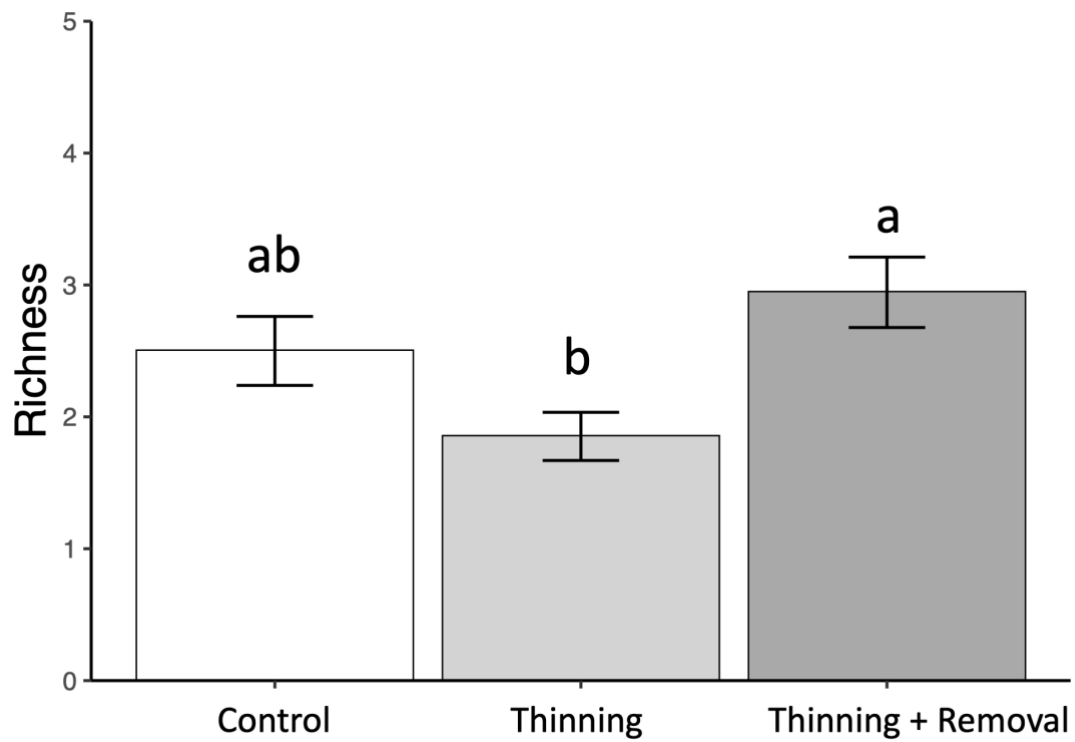 Richness
5
4
3
2
1
0
ab
b
a
Control
Thinning
Thinning + Removal